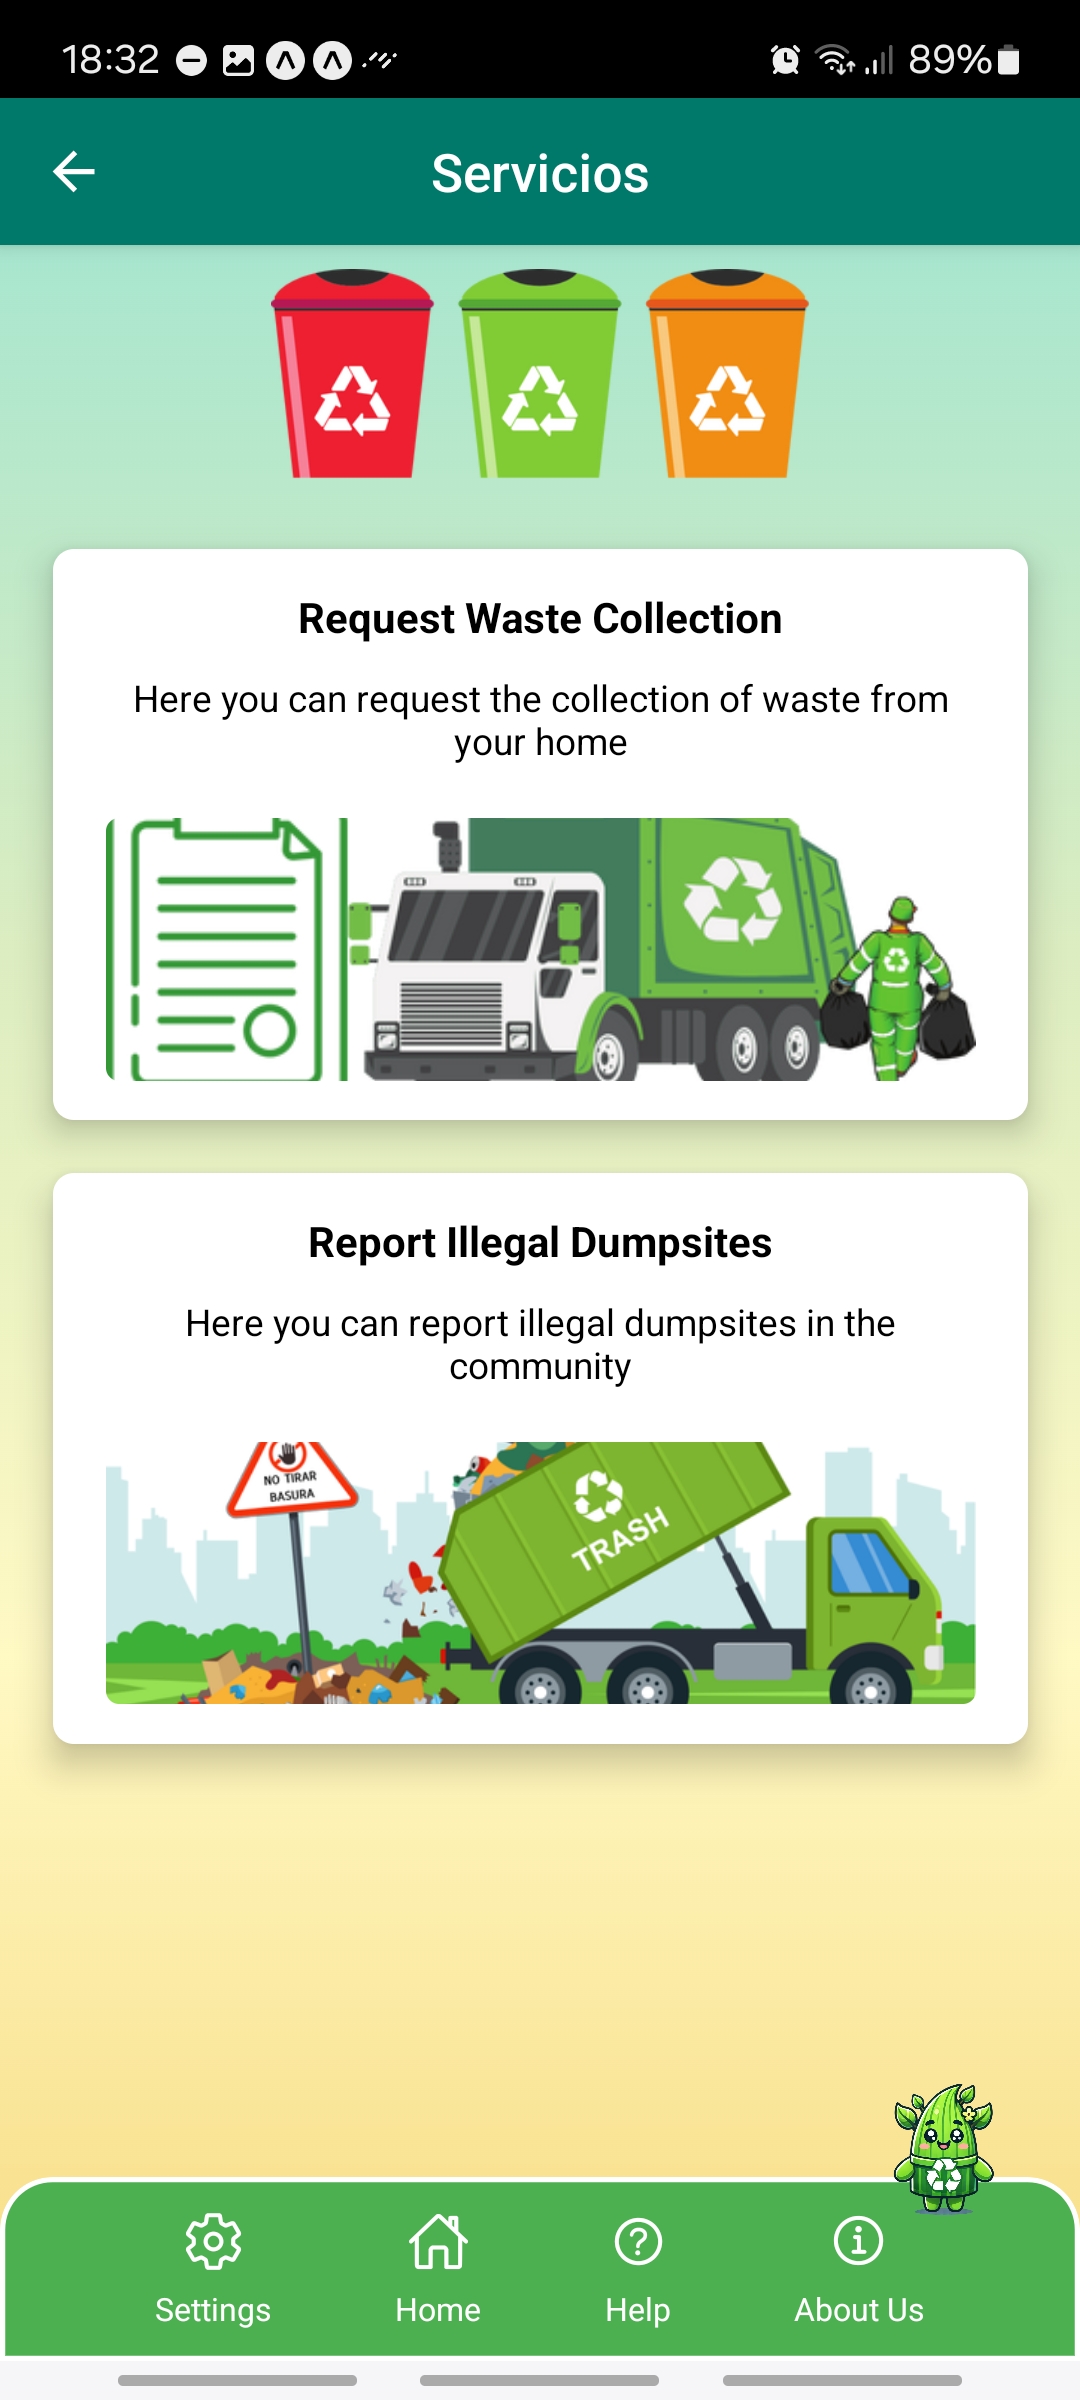 18:32
89%
Servicios
Request Waste Collection
Here you can request the collection of waste from
your home
Report Illegal Dumpsites
Here you can report illegal dumpsites in the
community
NO TIRAR
BASURA
TRASH
Settings
Home
Help
About Us